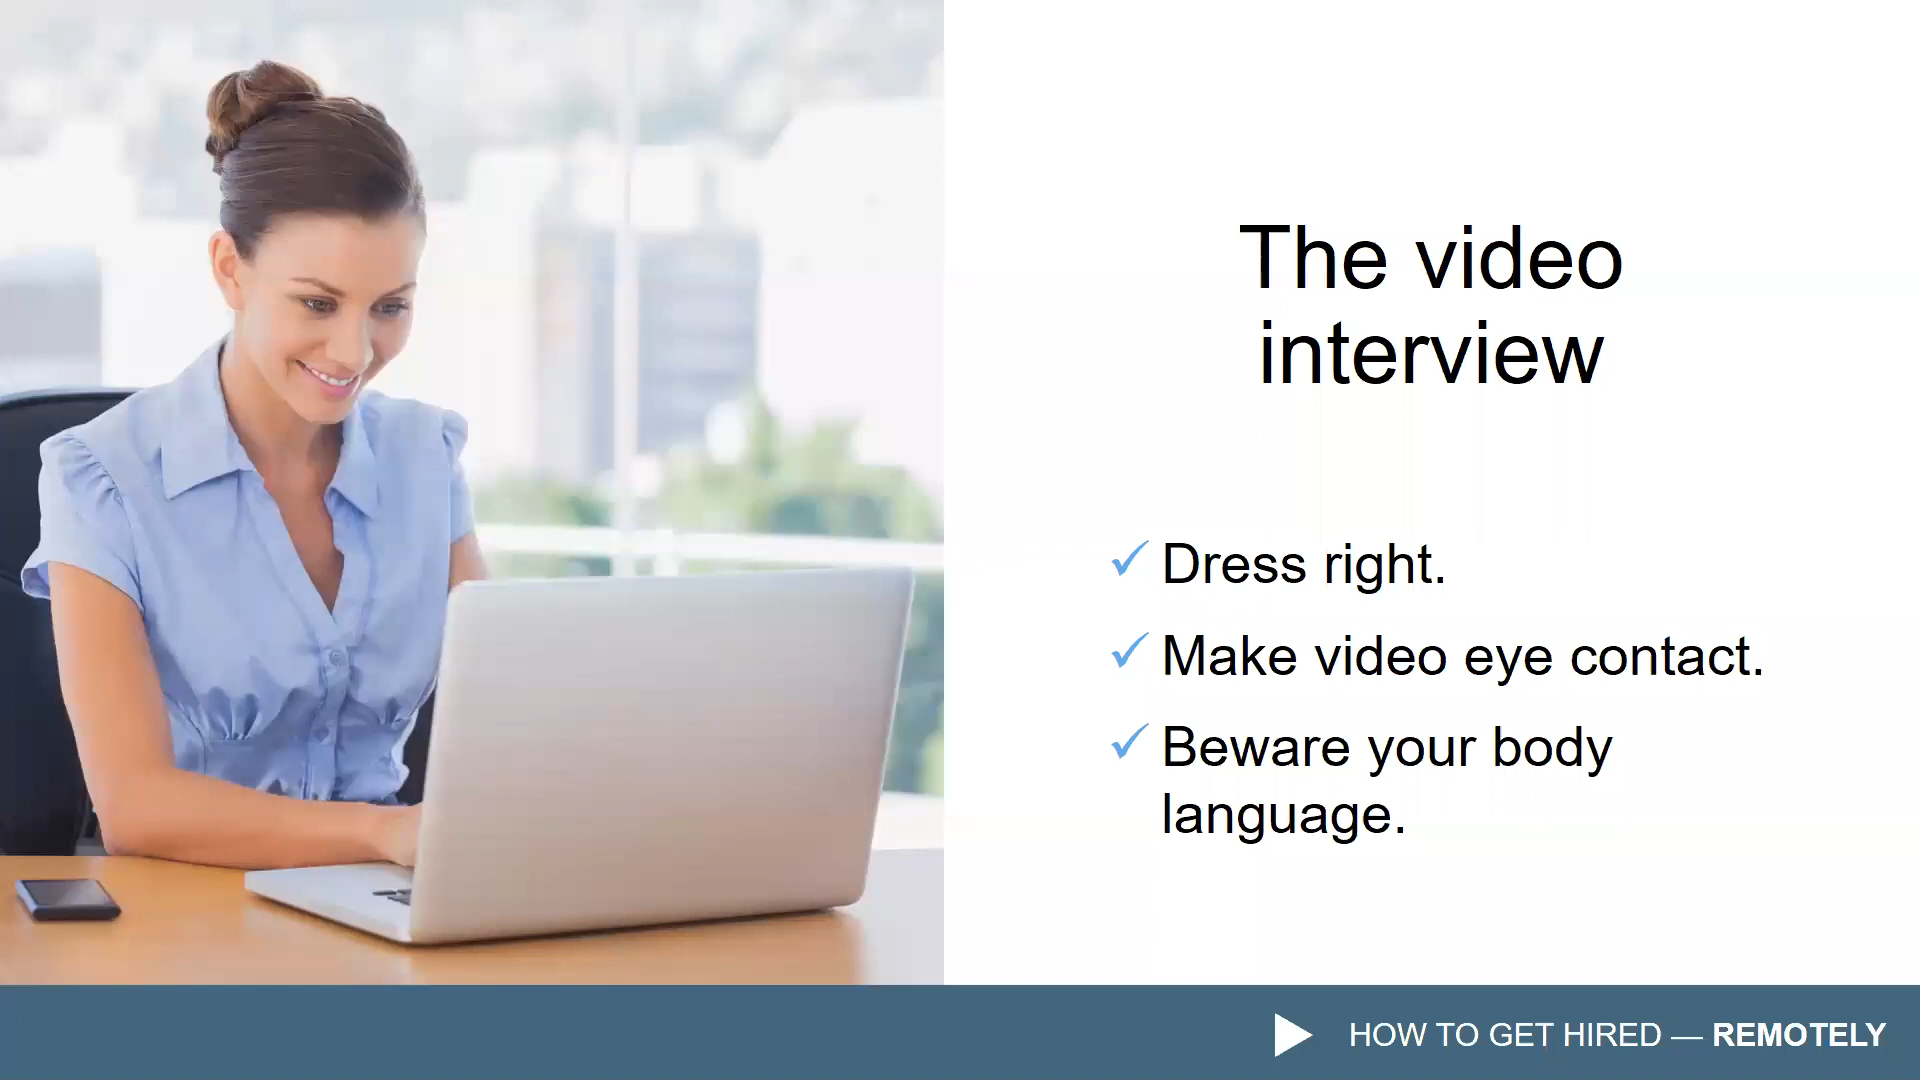 The video
interview
Dress right.
Make video eye contact.
Beware your body
language.
HOW TO GET HIRED — REMOTELY